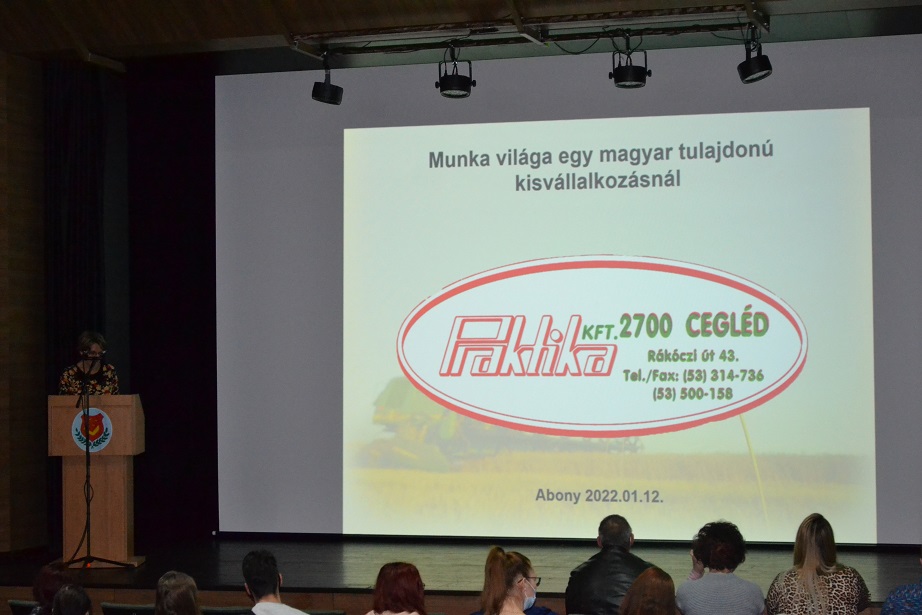 Munka világa egy magyar tulajdonú
kisvállalkozásnál
Praktika KFT. 2700 CEGLÉD
Rákóczi út 43.
Tel./Fax: (53) 314-736
(53) 500-158
Abony 2022.01.12.